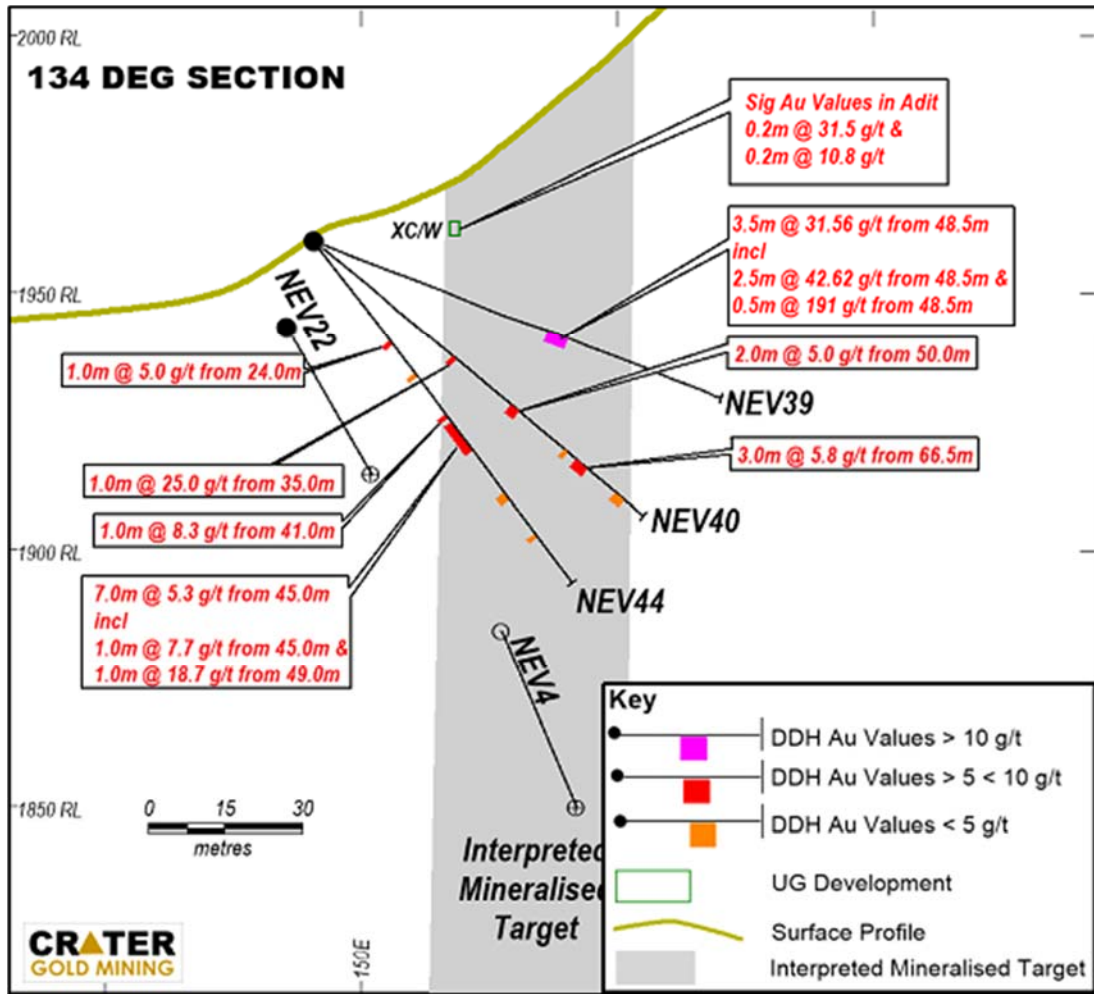 2000 RL
134 DEG SECTION
Sig Au Values in Adit
0.2m @ 31.5 g/t &
0.2m @ 10.8 g/t
XC/W
3.5m @ 31.56 g/t from 48.5m
incl
2.5m @ 42.62 g/t from 48.5m &
0.5m @ 191 g/t from 48.5m
1950 RL
NEV22
1.0m @ 5.0 g/t from 24.0m
2.0m @ 5.0 g/t from 50.0m
NEV39
3.0m @ 5.8 g/t from 66.5m
1.0m @ 25.0 g/t from 35.0m
NEV40
1.0m @ 8.3 g/t from 41.0m
1900 RL
7.0m @ 5.3 g/t from 45.0m
incl
1.0m @ 7.7 g/t from 45.0m &
1.0m @ 18.7 g/t from 49.0m
NEV44
NEV4
1850 RL
0 15 30
metres
Interpreted
Mineralised
Target
150E
CRATER
GOLD MINING
Key
DDH Au Values > 10 g/t
DDH Au Values > 5 < 10 g/t
DDH Au Values < 5 g/t
UG Development
Surface Profile
Interpreted Mineralised Target